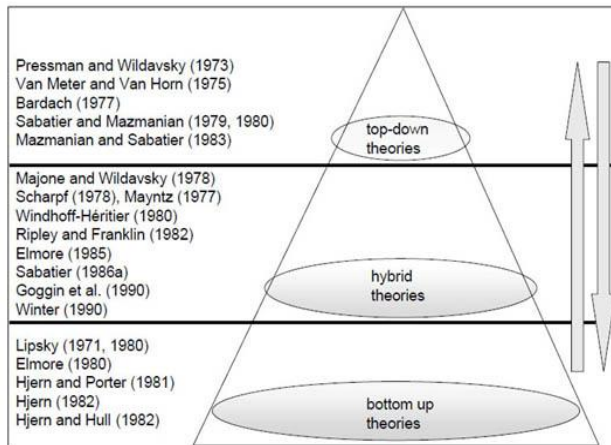 Pressman and Wildavsky (1973)
Van Meter and Van Horn (1975)
Bardach (1977)
Sabatier and Mazmanian (1979, 1980)
Mazmanian and Sabatier (1983)
top-down
theories
Majone and Wildavsky (1978)
Scharpf (1978), Mayntz (1977)
Windhoff-Héritier (1980)
Ripley and Franklin (1982)
Elmore (1985)
Sabatier (1986a)
Goggin et al. (1990)
Winter (1990)
hybrid
theories
Lipsky (1971, 1980)
Elmore (1980)
Hjern and Porter (1981)
Hjern (1982)
Hjern and Hull (1982)
bottom up
theories